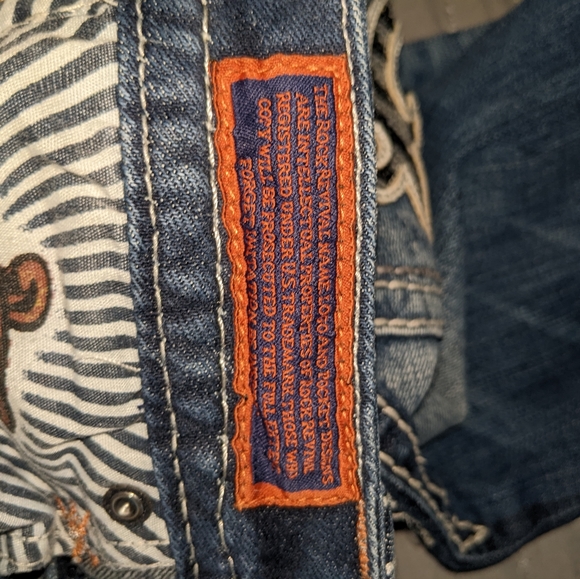 THE ROCK REVIVAL NAME LOGO AND POCKET DESIGNS
ARE INTELLECTUAL PROPERTIES OF ROCK REVIVAL
REGISTERED UNDER U.S TRADEMARK THOSE WHO
COPY WILL BE PROSECUTED TO THE FULLEST